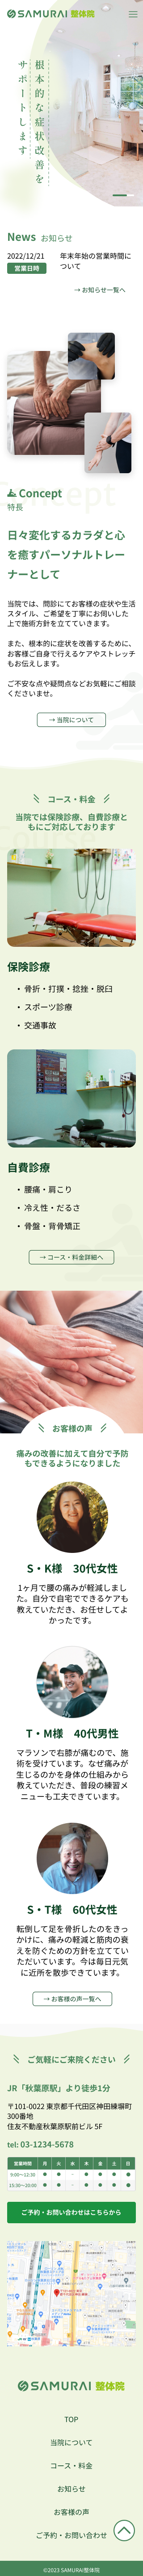 SAMURAI 整体院
根本的な症状改善を
サポートします
News お知らせ
2022/12/21
年末年始の営業時間に
ついて
営業日時
→ お知らせ一覧へ
Concept
特長
日々変化するカラダと心
を癒すパーソナルトレー
ナーとして
当院では、問診にてお客様の症状や生活
スタイル、ご希望を丁寧にお伺いした
上で施術方針を立てていきます。
また、根本的に症状を改善するために、
お客様ご自身で行えるケアやストレッチ
もお伝えします。
ご不安な点や疑問点などお気軽にご相談
くださいませ。
→ 当院について
コース・料金
当院では保険診療、自費診療と
もにご対応しております
保険診療
・ 骨折・打撲・捻挫・脱臼
・ スポーツ診療
・ 交通事故
自費診療
・ 腰痛・肩こり
・ 冷え性・だるさ
・ 骨盤・背骨矯正
→ コース・料金詳細へ
お客様の声
痛みの改善に加えて自分で予防
もできるようになりました
S・K様 30代女性
1ヶ月で腰の痛みが軽減しまし
た。自分で自宅でできるケアも
教えていただき、お任せしてよ
かったです。
T・M様 40代男性
マラソンで右膝が痛むので、施
術を受けています。なぜ痛みが
生じるのかを身体の仕組みから
教えていただき、普段の練習メ
ニューも工夫できています。
S・T様 60代女性
転倒して足を骨折したのをきっ
かけに、痛みの軽減と筋肉の衰
えを防ぐための方針を立ててい
ただいています。今は毎日元気
に近所を散歩できています。
→ お客様の声一覧へ
ご気軽にご来院ください
JR「秋葉原駅」より徒歩1分
〒101-0022 東京都千代田区神田練塀町
300番地
住友不動産秋葉原駅前ビル 5F
tel: 03-1234-5678
営業時間 月 火 水 木 金 土 日
9:00～12:30 ● ● - ● ● ● ●
15:30～20:00 ● ● - ● ● ● ●
ご予約・お問い合わせはこちらから
SAMURAI 整体院
TOP
当院について
コース・料金
お知らせ
お客様の声
ご予約・お問い合わせ
©2023 SAMURAI整体院